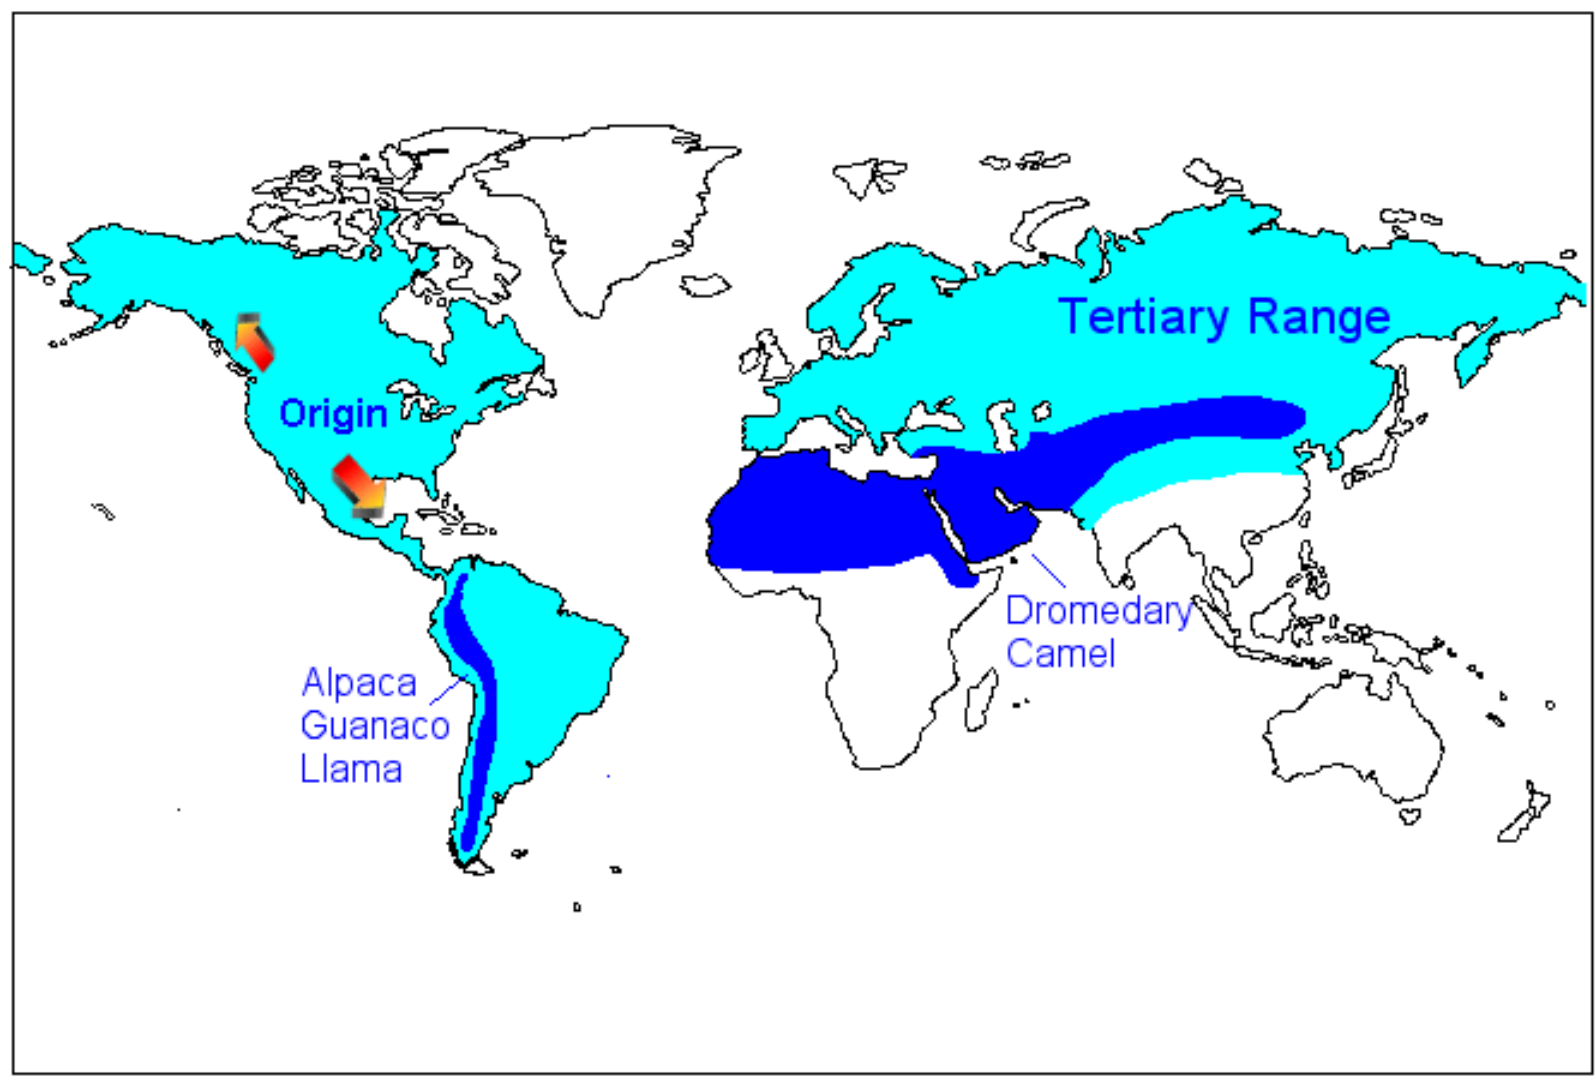 Tertiary Range
Origin
Dromedary
Camel
Alpaca
Guanaco
Llama